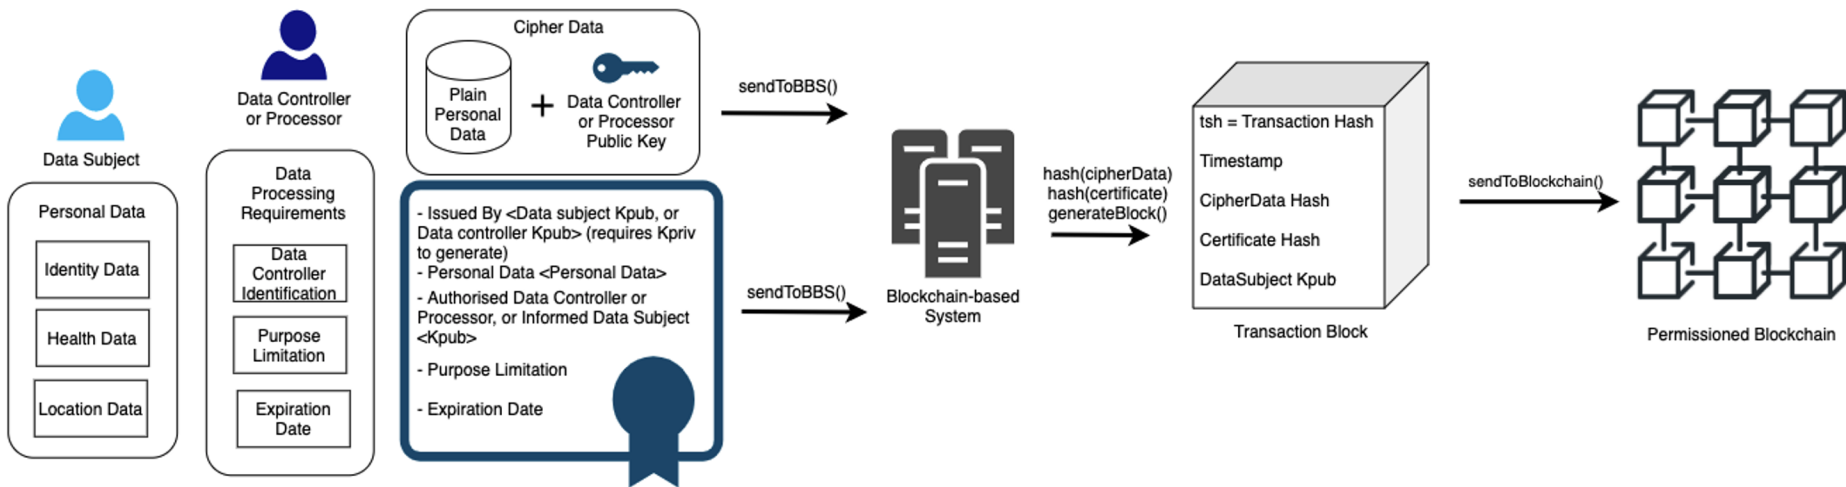 Data Subject
Personal Data
Identity Data
Health Data
Location Data
Data Controller
or Processor
Data
Processing
Requirements
Data
Controller
Identification
Purpose
Limitation
Expiration
Date
Cipher Data
Plain
Personal
Data
+
Data Controller
or Processor
Public Key
- Issued By <Data subject Kpub, or
Data controller Kpub> (requires Kpriv
to generate)
- Personal Data <Personal Data>
- Authorised Data Controller or
Processor, or Informed Data Subject
<Kpub>
- Purpose Limitation
- Expiration Date
sendToBBS()
sendToBBS()
Blockchain-based
System
hash(cipherData)
hash(certificate)
generateBlock()
tsh = Transaction Hash
Timestamp
CipherData Hash
Certificate Hash
DataSubject Kpub
Transaction Block
sendToBlockchain()
Permissioned Blockchain